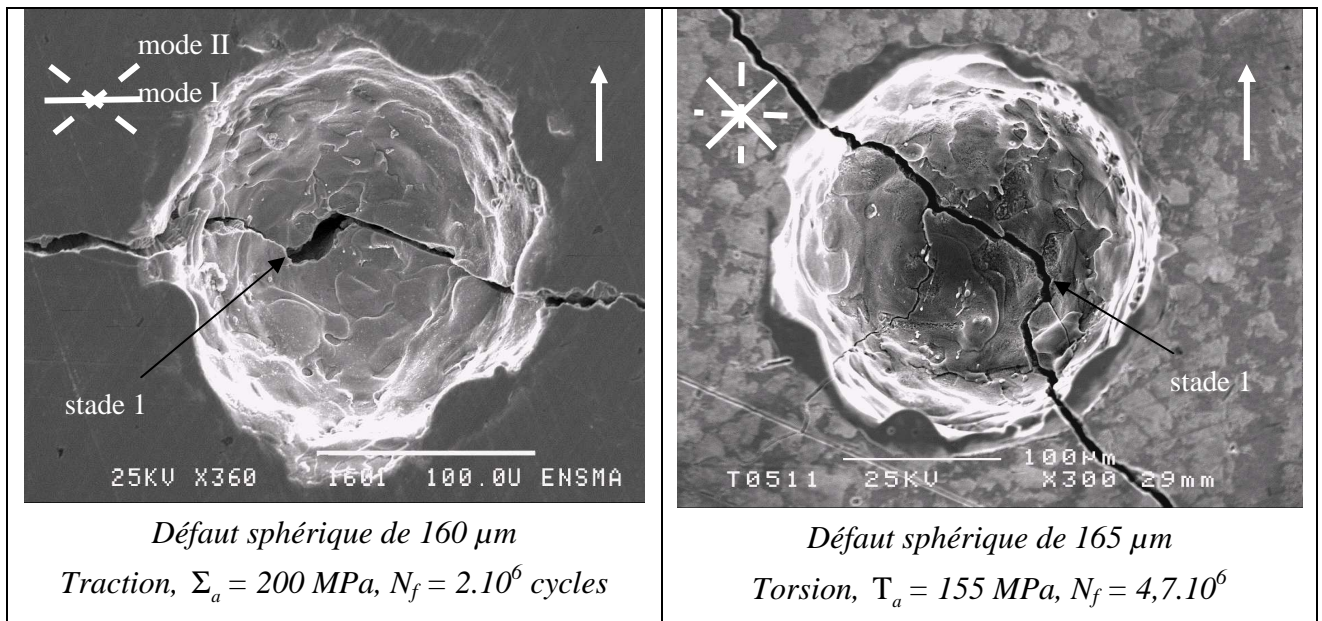 mode II
mode I
stade 1
25KV X360 1601 100.0U ENSMA
Défaut sphérique de 160 µm
Traction, Σa = 200 MPa, Nf = 2.10⁶ cycles
stade 1
100µm
T0511 25KV X300 29mm
Défaut sphérique de 165 µm
Torsion, Ta = 155 MPa, Nf = 4,7.10⁶